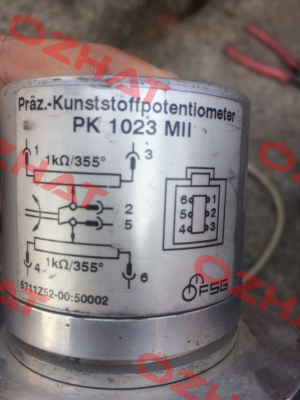 OZHAT
Präz.-Kunststoffpotentiometer
PK 1023 MII
1 1kΩ/355° 3
2
5
6 1
5 2
4 3
4 1kΩ/355° 6
5711Z52-00:50002
FSG
OZHAT
OZHAT
OZHAT
OZHAT